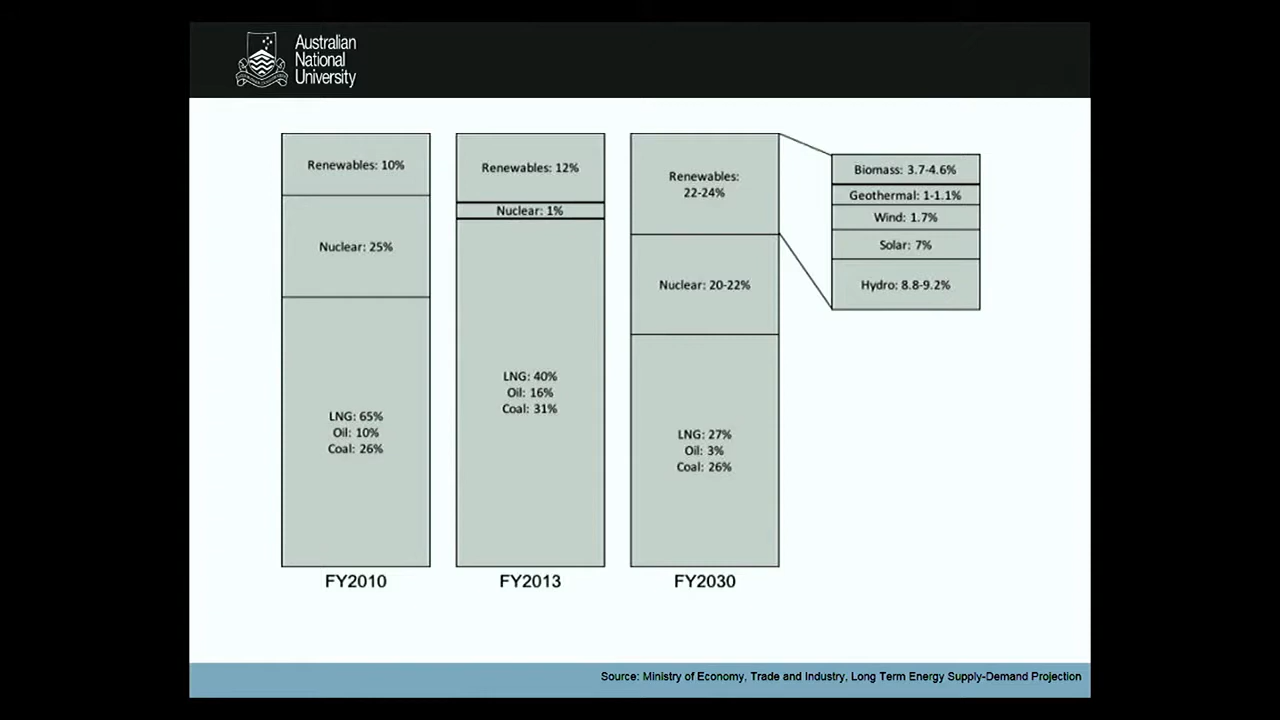 Australian
National
University
Renewables: 10%
Nuclear: 25%
LNG: 65%
Oil: 10%
Coal: 26%
FY2010
Renewables: 12%
Nuclear: 1%
LNG: 40%
Oil: 16%
Coal: 31%
FY2013
Renewables:
22-24%
Nuclear: 20-22%
LNG: 27%
Oil: 3%
Coal: 26%
FY2030
Biomass: 3.7-4.6%
Geothermal: 1-1.1%
Wind: 1.7%
Solar: 7%
Hydro: 8.8-9.2%
Source: Ministry of Economy, Trade and Industry, Long Term Energy Supply-Demand Projection